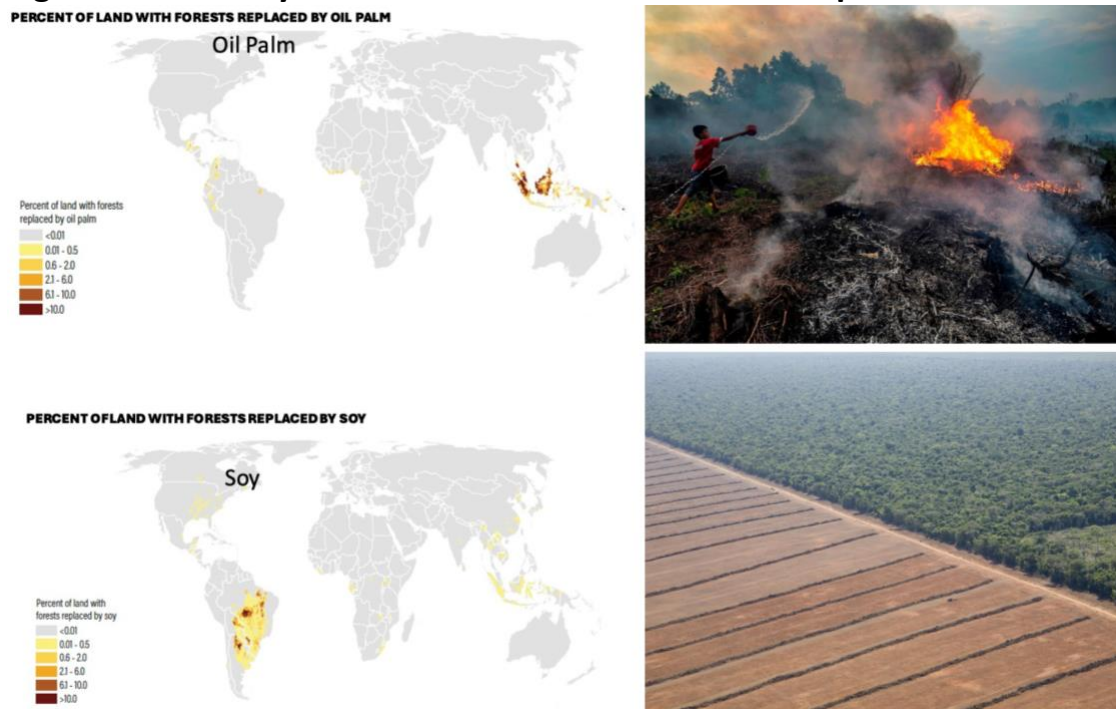 PERCENT OF LAND WITH FORESTS REPLACED BY OIL PALM
Oil Palm
Percent of land with forests
replaced by oil palm
<0.01
0.01 - 0.5
0.6 - 2.0
2.1 - 6.0
6.1 - 10.0
>10.0
PERCENT OF LAND WITH FORESTS REPLACED BY SOY
Soy
Percent of land with
forests replaced by soy
<0.01
0.01 - 0.5
0.6 - 2.0
2.1 - 6.0
6.1 - 10.0
>10.0